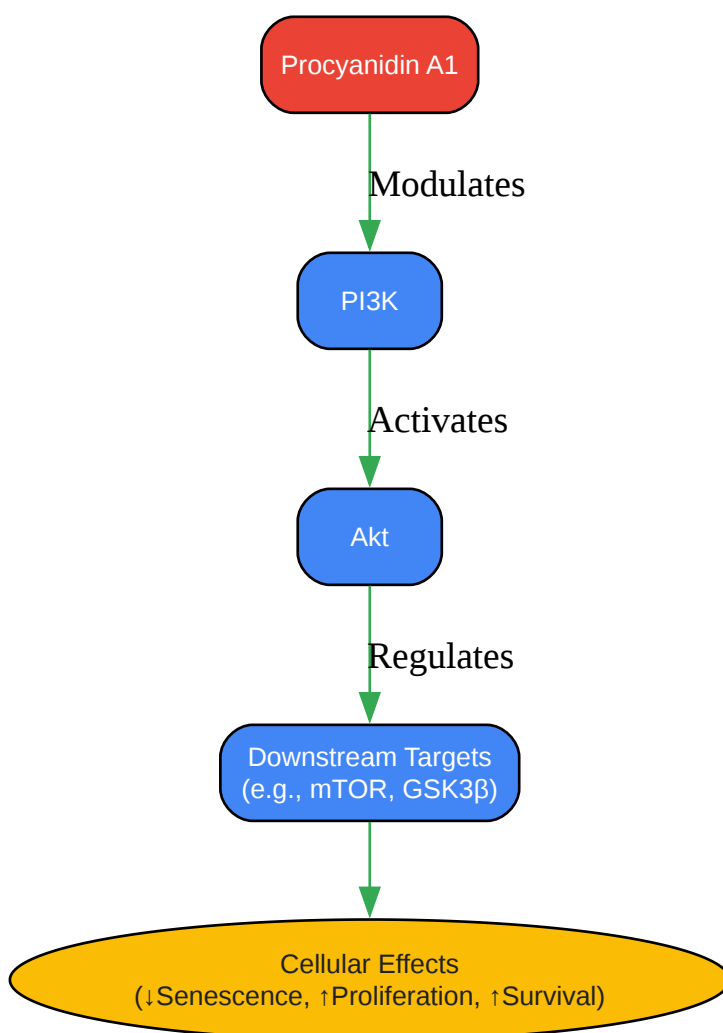 Procyanidin A1
Modulates
PI3K
Activates
Akt
Regulates
Downstream Targets
(e.g., mTOR, GSK3β)
Cellular Effects
(↓Senescence, ↑Proliferation, ↑Survival)